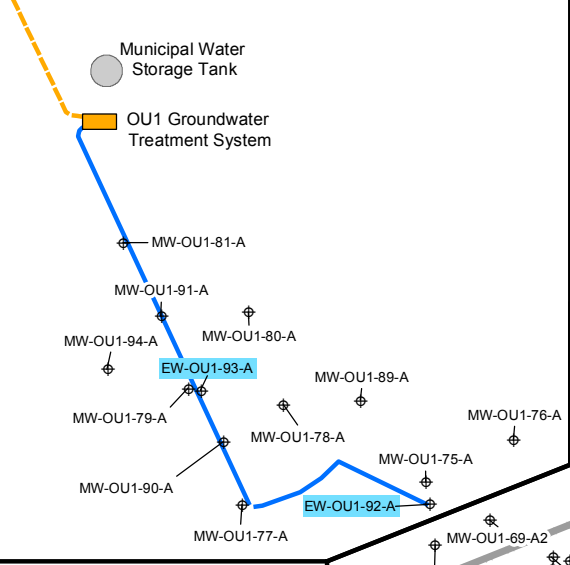 Municipal Water
Storage Tank
OU1 Groundwater
Treatment System
MW-OU1-81-A
MW-OU1-91-A
MW-OU1-80-A
MW-OU1-94-A
EW-OU1-93-A
MW-OU1-89-A
MW-OU1-79-A
MW-OU1-76-A
MW-OU1-78-A
MW-OU1-75-A
MW-OU1-90-A
EW-OU1-92-A
MW-OU1-77-A
MW-OU1-69-A2